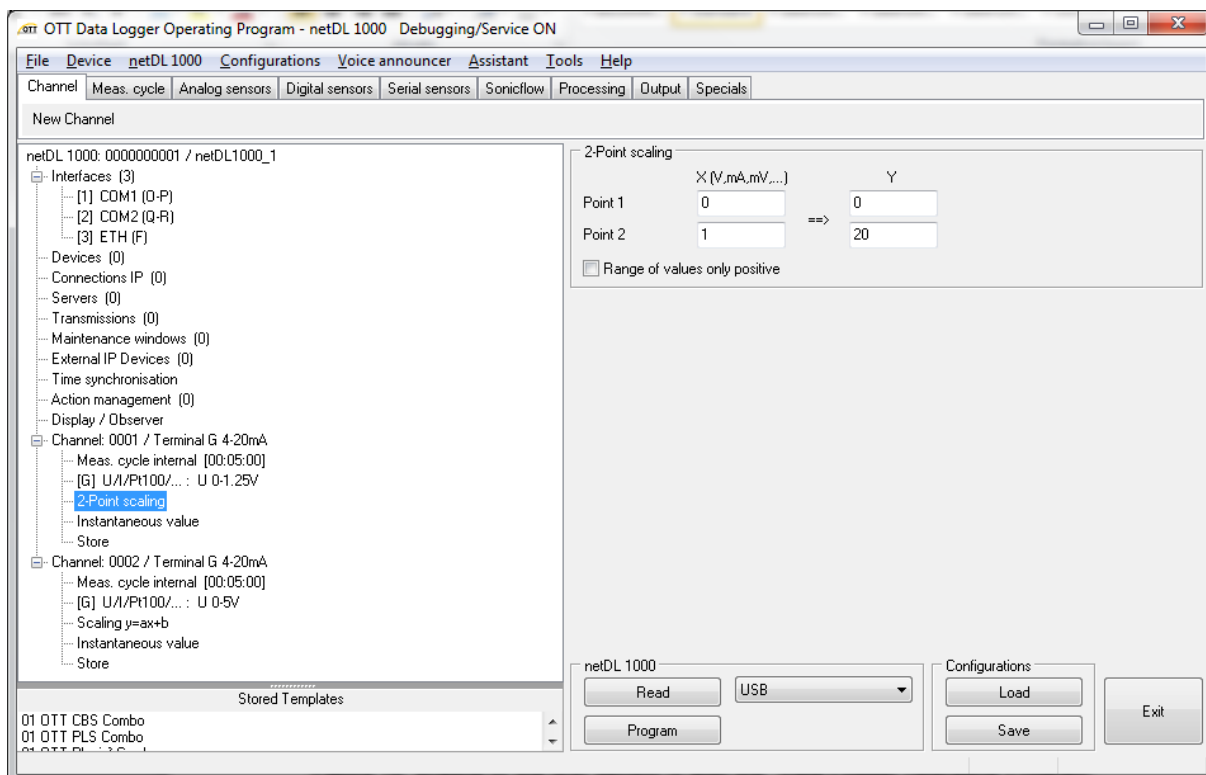 OTT Data Logger Operating Program - netDL 1000   Debugging/Service ON
File Device netDL 1000 Configurations Voice announcer Assistant Tools Help
Channel Meas. cycle Analog sensors Digital sensors Serial sensors Sonicflow Processing Output Specials
New Channel
netDL 1000: 0000000001 / netDL1000_1
Interfaces (3)
[1] COM1 (O-P)
[2] COM2 (Q-R)
[3] ETH (F)
Devices (0)
Connections IP (0)
Servers (0)
Transmissions (0)
Maintenance windows (0)
External IP Devices (0)
Time synchronisation
Action management (0)
Display / Observer
Channel: 0001 / Terminal G 4-20mA
Meas. cycle internal [00:05:00]
[G] U/I/Pt100/... : U 0-1.25V
2-Point scaling
Instantaneous value
Store
Channel: 0002 / Terminal G 4-20mA
Meas. cycle internal [00:05:00]
[G] U/I/Pt100/... : U 0-5V
Scaling y=ax+b
Instantaneous value
Store
Stored Templates
01 OTT CBS Combo
01 OTT PLS Combo
2-Point scaling
X (V,mA,mV,...) Y
Point 1 0 ==> 0
Point 2 1 20
Range of values only positive
netDL 1000
Read USB
Program
Configurations
Load
Save
Exit